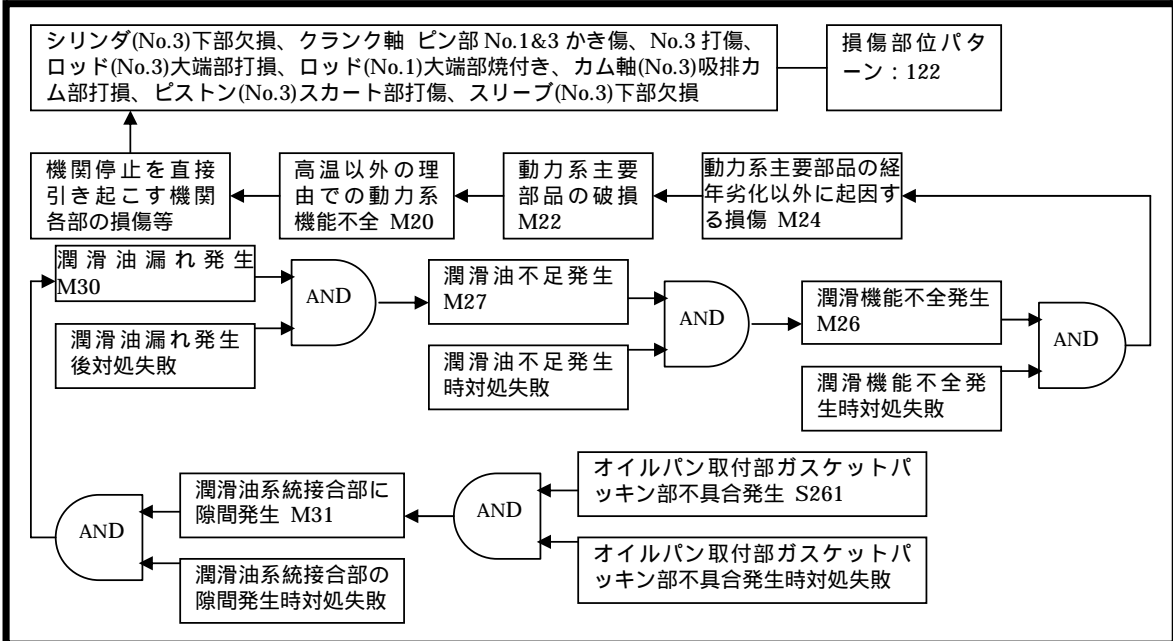 シリンダ(No.3)下部欠損、クランク軸 ピン部 No.1&3 かき傷、No.3 打傷、
ロッド(No.3)大端部打損、ロッド(No.1)大端部焼付き、カム軸(No.3)吸排カ
ム部打損、ピストン(No.3)スカート部打傷、スリーブ(No.3)下部欠損
損傷部位パタ
ーン：122
機関停止を直接
引き起こす機関
各部の損傷等
高温以外の理
由での動力系
機能不全 M20
動力系主要
部品の破損
M22
動力系主要部品の経
年劣化以外に起因す
る損傷 M24
潤滑油漏れ発生
M30
潤滑油漏れ発生
後対処失敗
AND
潤滑油不足発生
M27
潤滑油不足発生
時対処失敗
AND
潤滑機能不全発生
M26
潤滑機能不全発
生時対処失敗
AND
AND
潤滑油系統接合部に
隙間発生 M31
潤滑油系統接合部の
隙間発生時対処失敗
AND
オイルパン取付部ガスケットパ
ッキン部不具合発生 S261
オイルパン取付部ガスケットパ
ッキン部不具合発生時対処失敗